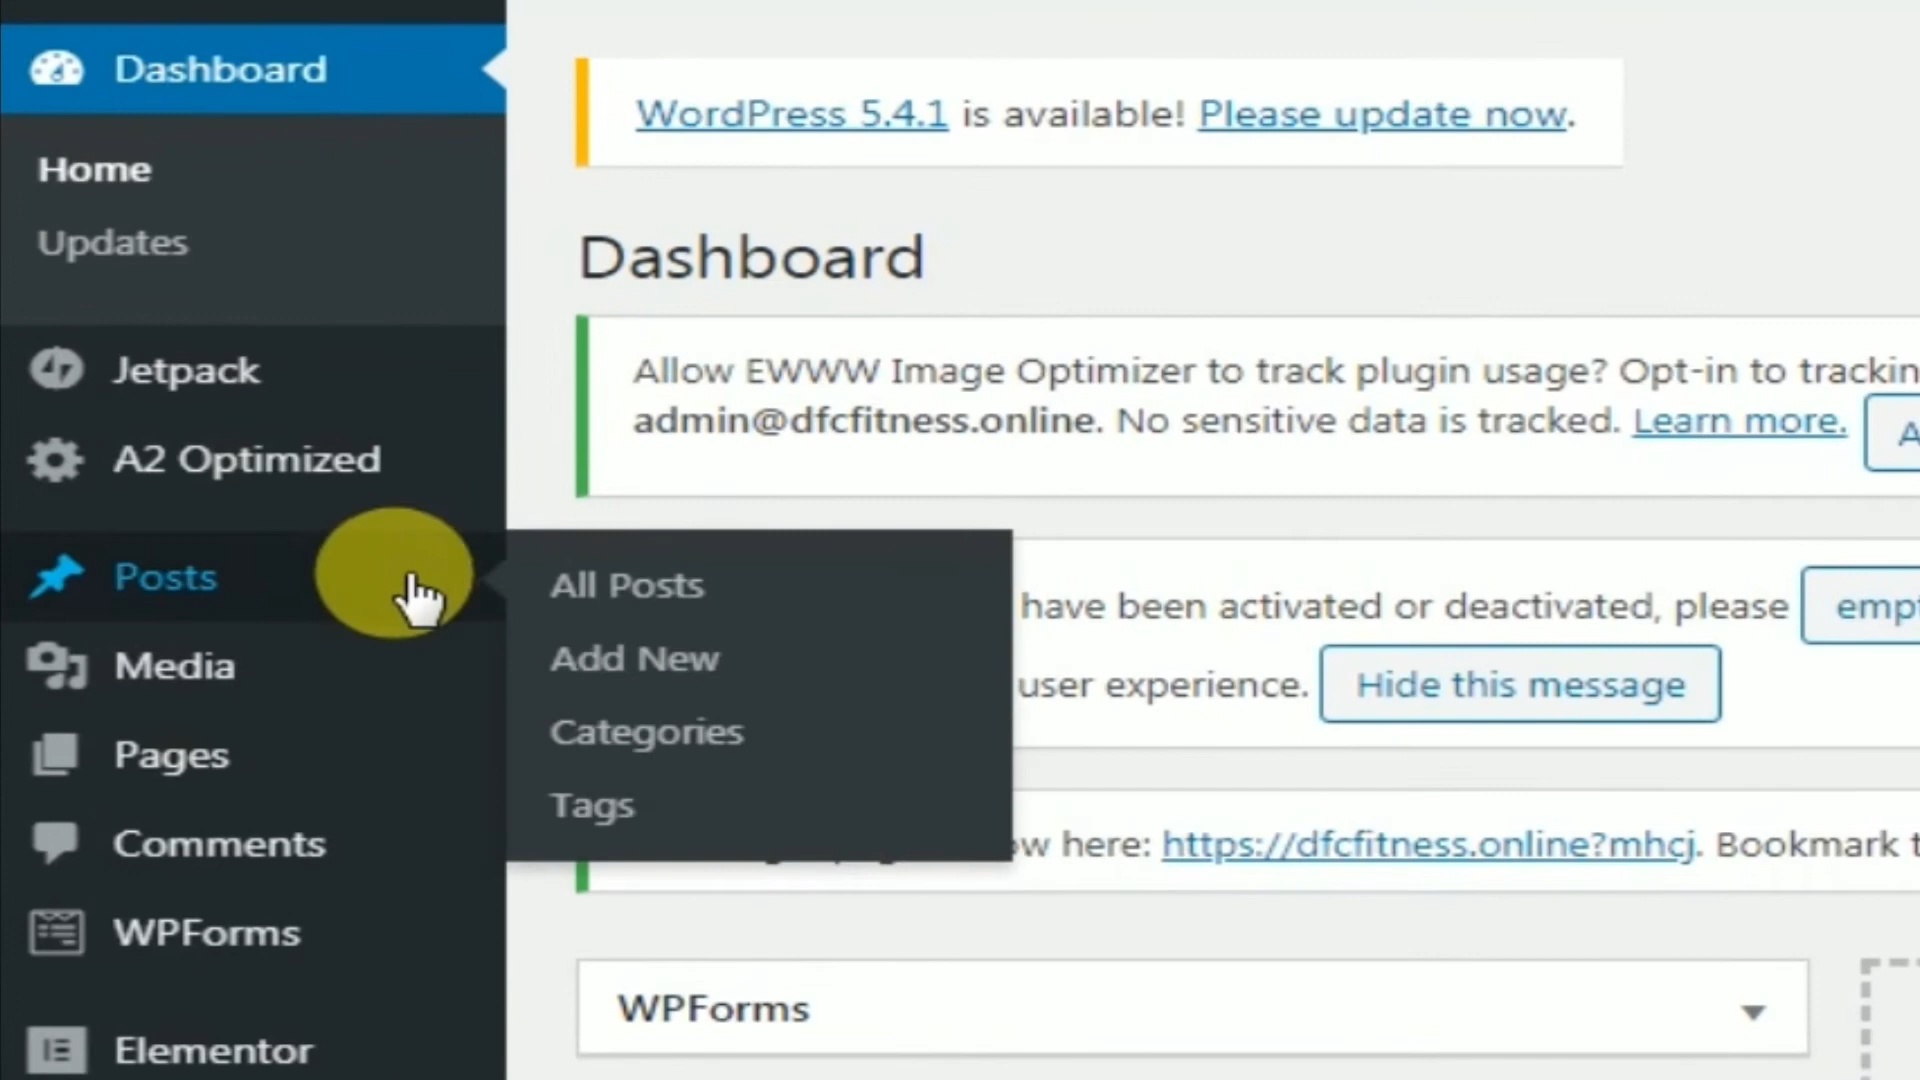 Dashboard
Home
Updates
Jetpack
A2 Optimized
Posts
Media
Pages
Comments
WPForms
Elementor
All Posts
Add New
Categories
Tags
WordPress 5.4.1 is available! Please update now.
Dashboard
Allow EWWW Image Optimizer to track plugin usage? Opt-in to trackin
admin@dfcfitness.online. No sensitive data is tracked. Learn more. A
have been activated or deactivated, please empt
user experience. Hide this message
ow here: https://dfcfitness.online?mhcj. Bookmark t
WPForms